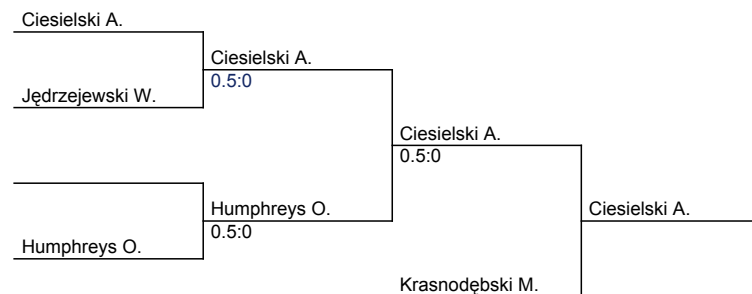 Ciesielski A.
Ciesielski A.
0.5:0
Jędrzejewski W.
Ciesielski A.
0.5:0
Humphreys O.
0.5:0
Ciesielski A.
Humphreys O.
Krasnodębski M.